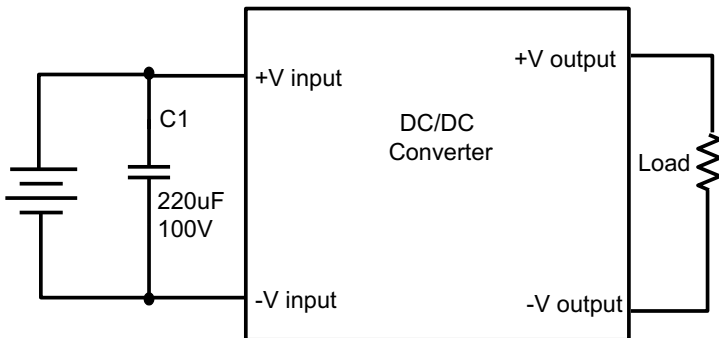 +V output
+V input
C1
DC/DC
Converter
Load
220uF
100V
-V input
-V output